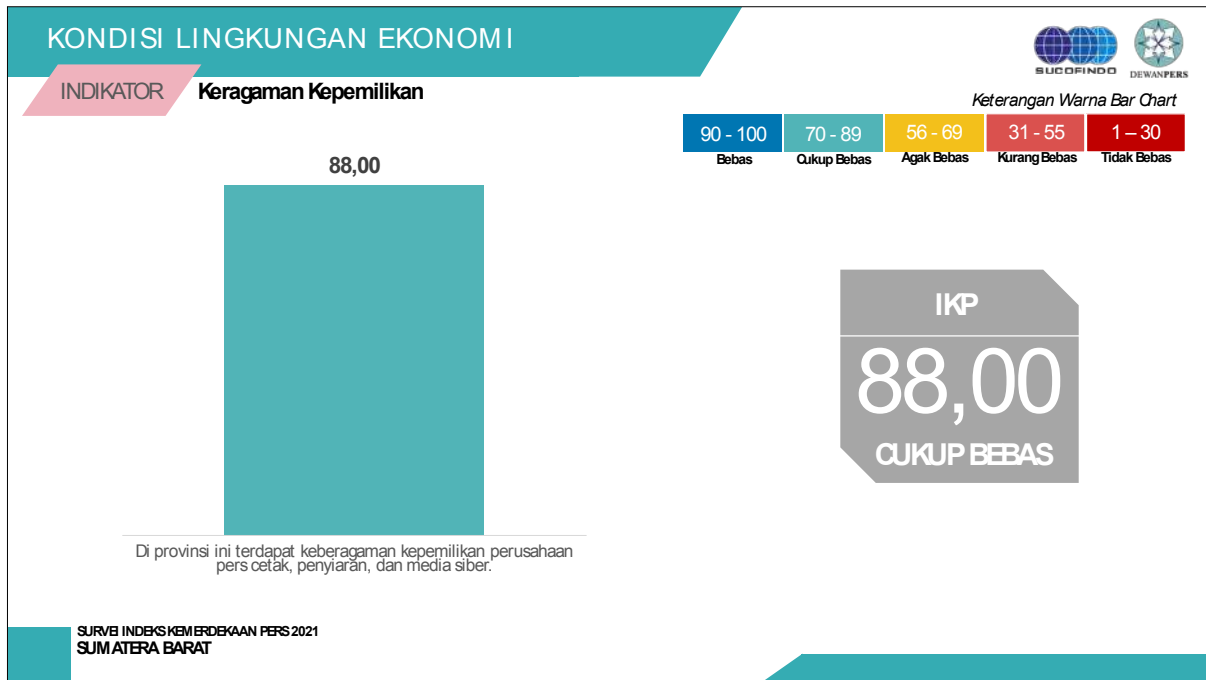 KONDISI LINGKUNGAN EKONOMI
SUCOFINDO
DEWANPERS
INDIKATOR
Keragaman Kepemilikan
Keterangan Warna Bar Chart
90 - 100 70 - 89 56 - 69 31 - 55 1 – 30
Bebas Cukup Bebas Agak Bebas Kurang Bebas Tidak Bebas
88,00
IKP
88,00
CUKUP BEBAS
Di provinsi ini terdapat keberagaman kepemilikan perusahaan
pers cetak, penyiaran, dan media siber.
SURVEI INDEKS KEMERDEKAAN PERS 2021
SUMATERA BARAT